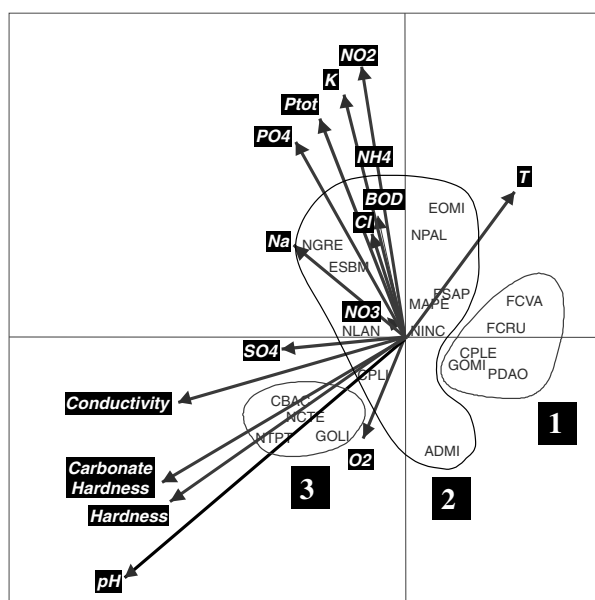 NO2
K
Ptot
PO4
NH4
T
BOD
EOMI
Cl
NPAL
Na
NGRE
ESBM
FSAP
MAPE
FCVA
NO3
NLAN
NINC
FCRU
SO4
CPLE
GOMI
PDAO
CPLI
Conductivity
CBAC
NCTE
1
NTPT
GOLI
ADMI
O2
Carbonate
Hardness
3
2
Hardness
pH